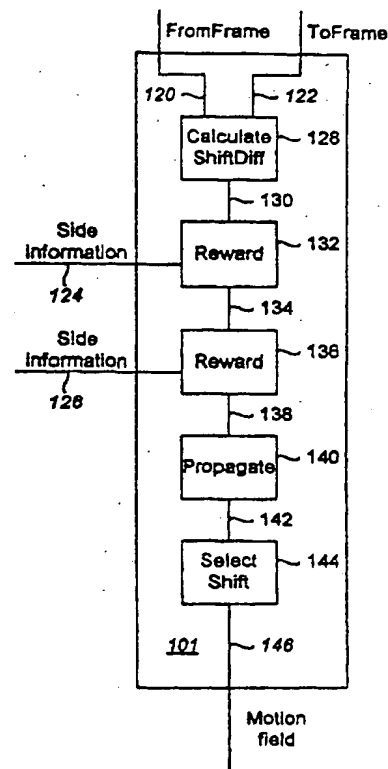 FromFrame
ToFrame
120
122
Calculate
ShiftDiff
128
130
Side
information
124
Reward
132
134
Side
information
126
Reward
136
138
Propagate
140
142
Select
Shift
144
101
146
Motion
field